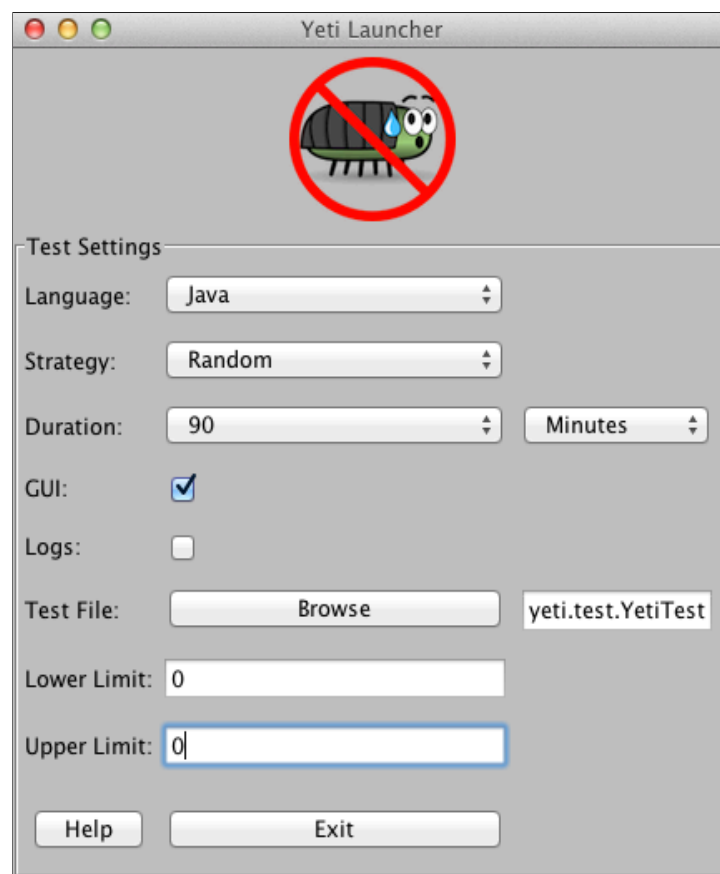 Yeti Launcher
Test Settings
Language: Java
Strategy: Random
Duration: 90 Minutes
GUI:
Logs:
Test File: Browse yeti.test.YetiTest
Lower Limit: 0
Upper Limit: 0
Help Exit